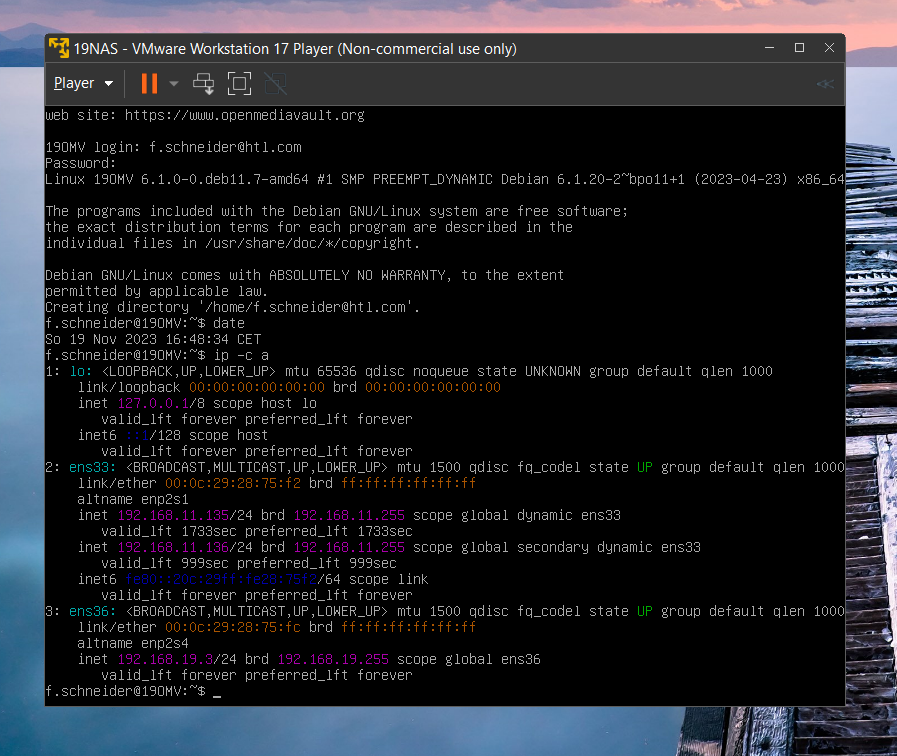 19NAS - VMware Workstation 17 Player (Non-commercial use only)
Player
web site: https://www.openmediavault.org
19OMV login: f.schneider@htl.com
Password:
Linux 19OMV 6.1.0-0.deb11.7-amd64 #1 SMP PREEMPT_DYNAMIC Debian 6.1.20-2~bpo11+1 (2023-04-23) x86_64
The programs included with the Debian GNU/Linux system are free software;
the exact distribution terms for each program are described in the
individual files in /usr/share/doc/*/copyright.
Debian GNU/Linux comes with ABSOLUTELY NO WARRANTY, to the extent
permitted by applicable law.
Creating directory '/home/f.schneider@htl.com'.
f.schneider@19OMV:~$ date
So 19 Nov 2023 16:48:34 CET
f.schneider@19OMV:~$ ip -c a
1: lo: <LOOPBACK,UP,LOWER_UP> mtu 65536 qdisc noqueue state UNKNOWN group default qlen 1000
link/loopback 00:00:00:00:00:00 brd 00:00:00:00:00:00
inet 127.0.0.1/8 scope host lo
valid_lft forever preferred_lft forever
inet6 ::1/128 scope host
valid_lft forever preferred_lft forever
2: ens33: <BROADCAST,MULTICAST,UP,LOWER_UP> mtu 1500 qdisc fq_codel state UP group default qlen 1000
link/ether 00:0c:29:28:75:f2 brd ff:ff:ff:ff:ff:ff
altname enp2s1
inet 192.168.11.135/24 brd 192.168.11.255 scope global dynamic ens33
valid_lft 1733sec preferred_lft 1733sec
inet 192.168.11.136/24 brd 192.168.11.255 scope global secondary dynamic ens33
valid_lft 999sec preferred_lft 999sec
inet6 fe80::20c:29ff:fe28:75f2/64 scope link
valid_lft forever preferred_lft forever
3: ens36: <BROADCAST,MULTICAST,UP,LOWER_UP> mtu 1500 qdisc fq_codel state UP group default qlen 1000
link/ether 00:0c:29:28:75:fc brd ff:ff:ff:ff:ff:ff
altname enp2s4
inet 192.168.19.3/24 brd 192.168.19.255 scope global ens36
valid_lft forever preferred_lft forever
f.schneider@19OMV:~$ _